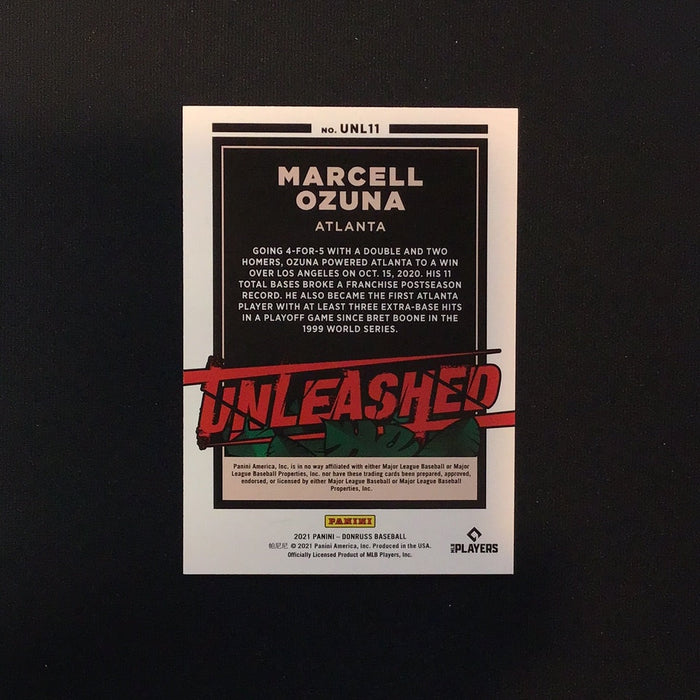 NO. UNL11
MARCELL
OZUNA
ATLANTA
GOING 4-FOR-5 WITH A DOUBLE AND TWO
HOMERS, OZUNA POWERED ATLANTA TO A WIN
OVER LOS ANGELES ON OCT. 15, 2020. HIS 11
TOTAL BASES BROKE A FRANCHISE POSTSEASON
RECORD. HE ALSO BECAME THE FIRST ATLANTA
PLAYER WITH AT LEAST THREE EXTRA-BASE HITS
IN A PLAYOFF GAME SINCE BRET BOONE IN THE
1999 WORLD SERIES.
UNLEASHED
Panini America, Inc. is in no way affiliated with either Major League Baseball or Major
League Baseball Properties, Inc. nor have these trading cards been prepared, approved,
endorsed, or licensed by either Major League Baseball or Major League Baseball
Properties, Inc.
PANINI
2021 PANINI – DONRUSS BASEBALL
帕尼尼 © 2021 Panini America, Inc. Produced in the USA.
Officially Licensed Product of MLB Players, Inc.
MLB PLAYERS